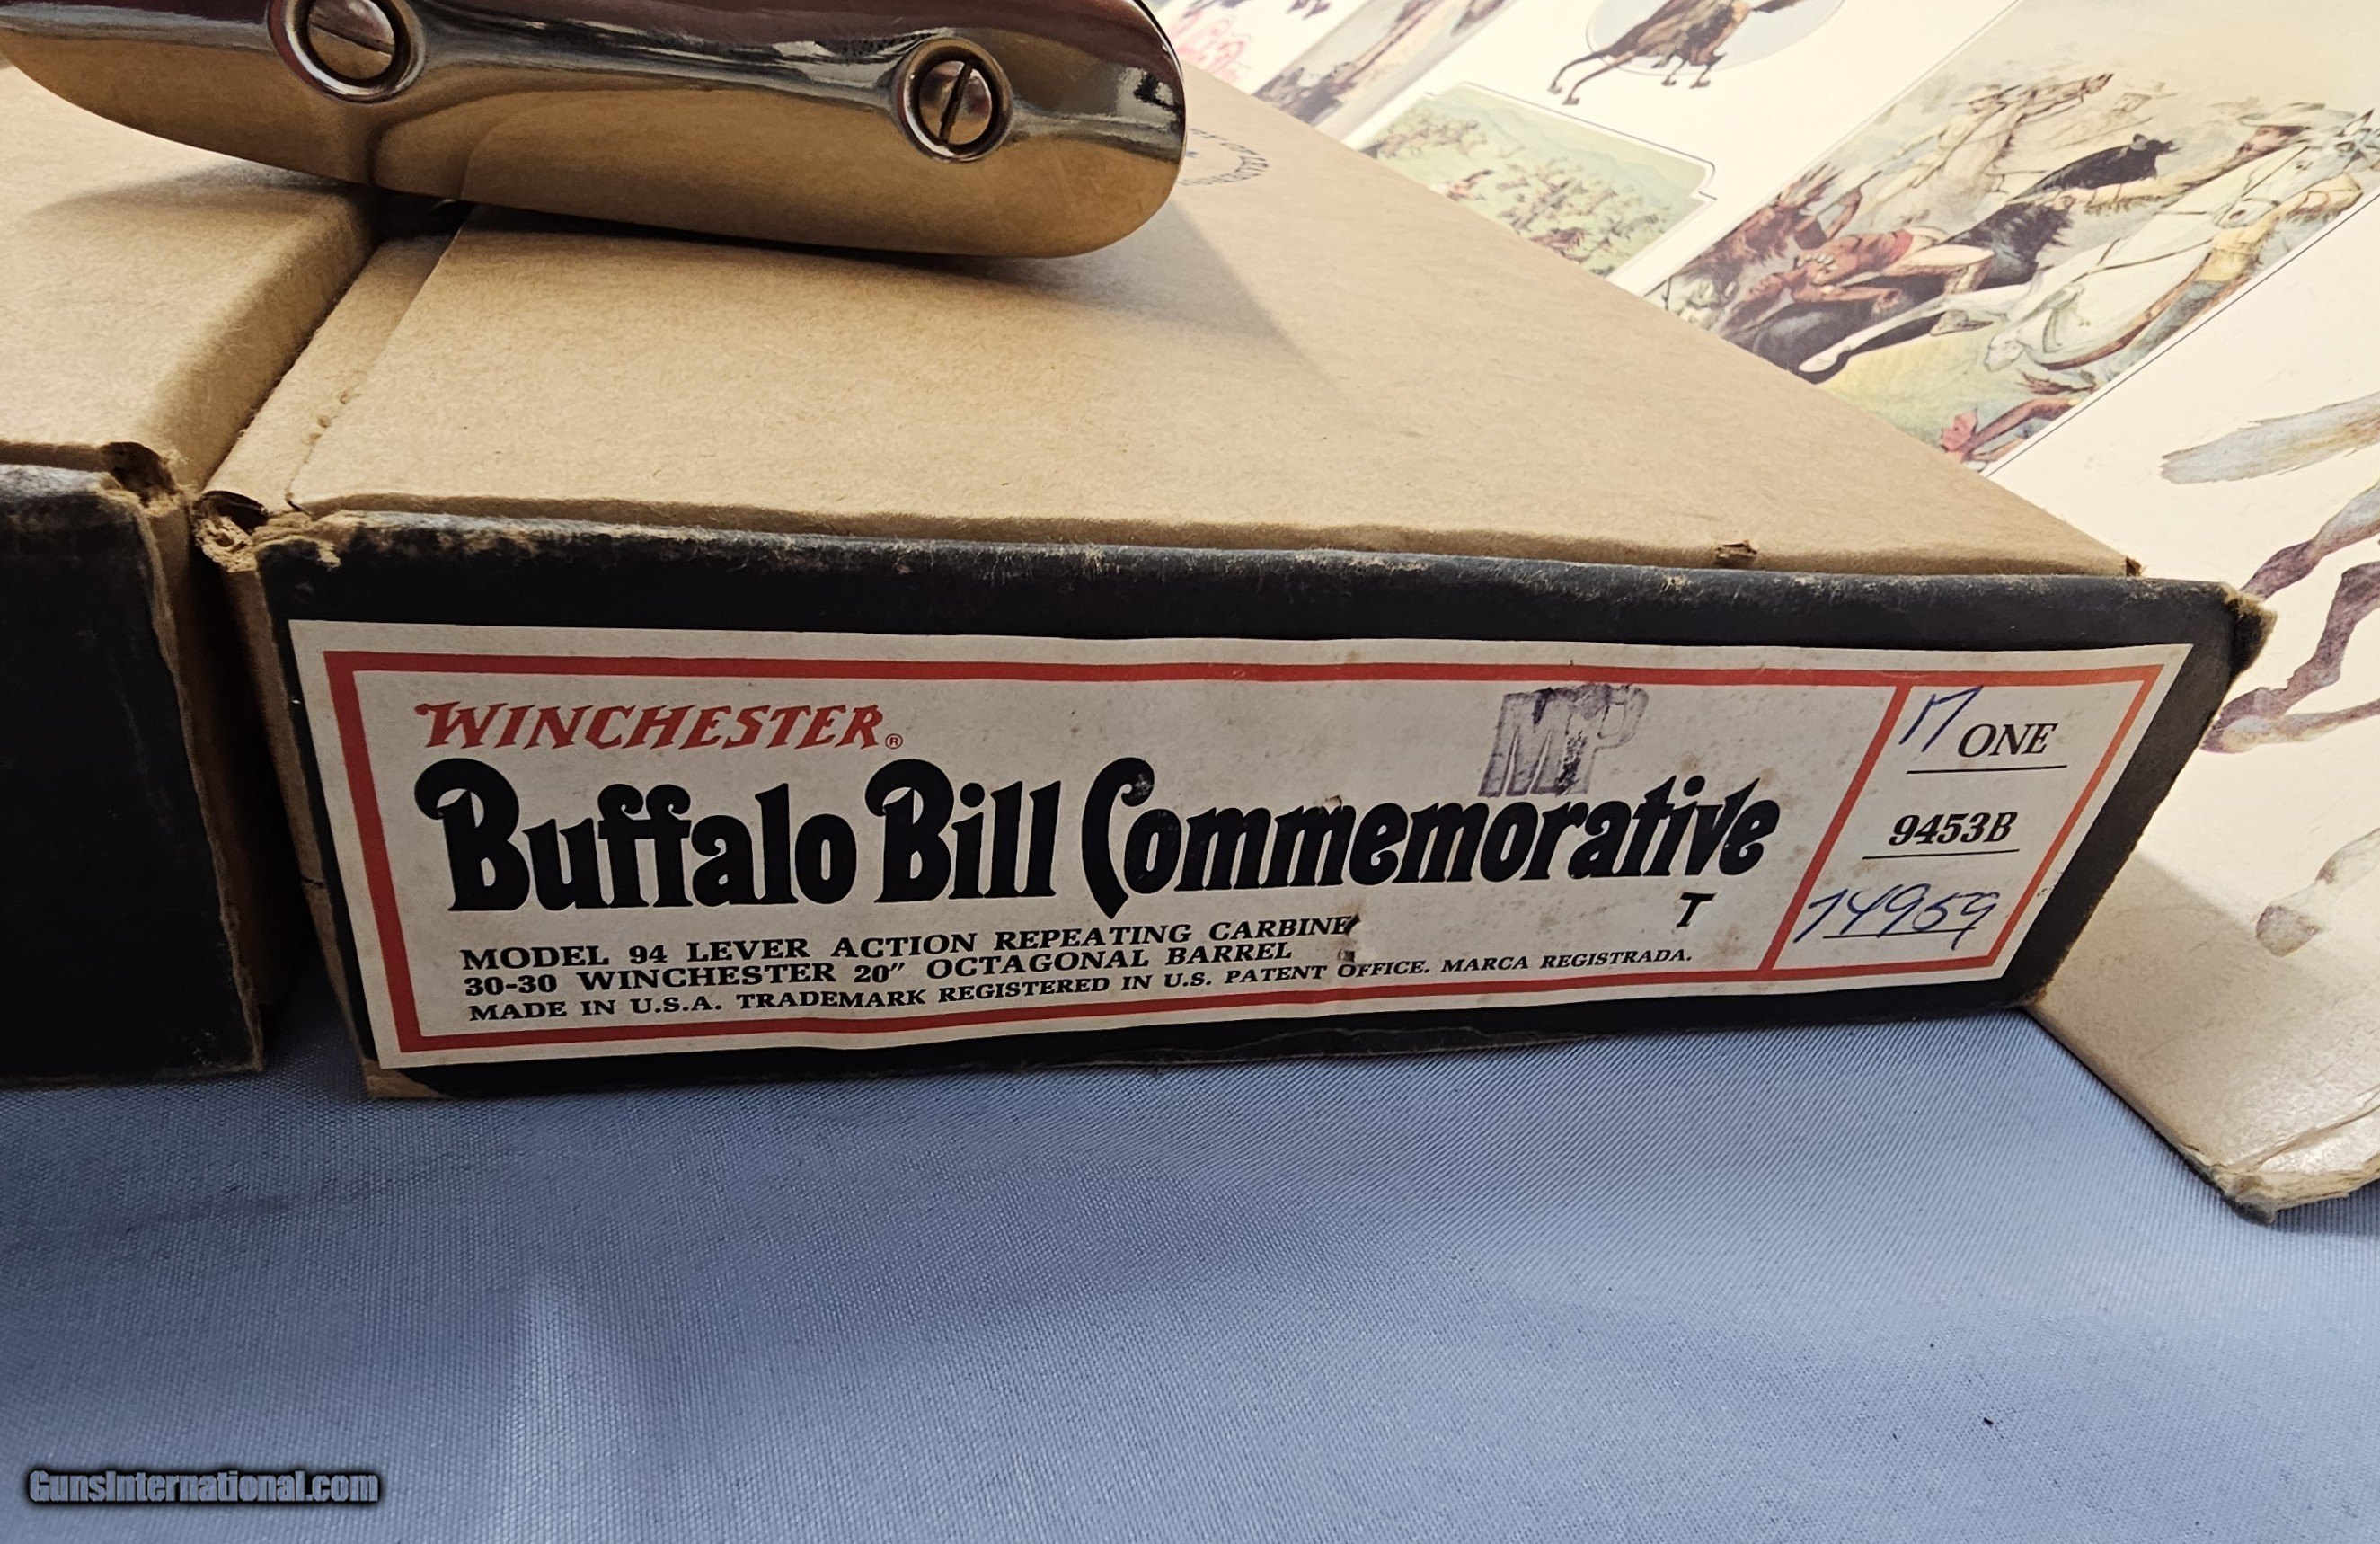 WINCHESTER®
MP
Buffalo Bill Commemorative
T
MODEL 94 LEVER ACTION REPEATING CARBINE
30-30 WINCHESTER 20" OCTAGONAL BARREL
MADE IN U.S.A. TRADEMARK REGISTERED IN U.S. PATENT OFFICE. MARCA REGISTRADA.
17 ONE
9453B
14959
GunsInternational.com